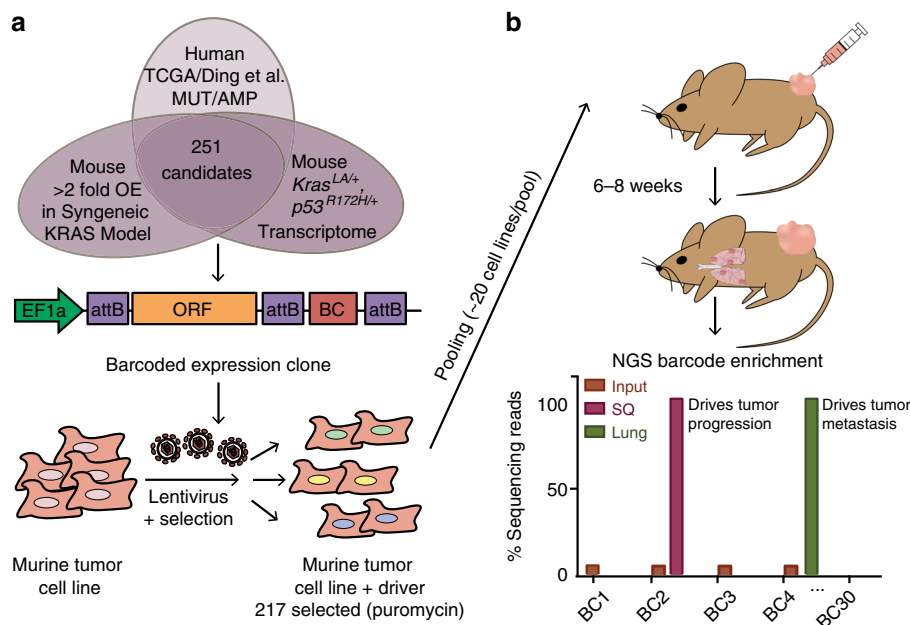 a
Human
TCGA/Ding et al.
MUT/AMP
251
candidates
Mouse
>2 fold OE
in Syngeneic
KRAS Model
Mouse
Kras^LA/+,
p53^R172H/+
Transcriptome
EF1a
attB
ORF
attB
BC
attB
Barcoded expression clone
Lentivirus
+ selection
Murine tumor
cell line
Murine tumor
cell line + driver
217 selected (puromycin)
Pooling (~20 cell lines/pool)
b
6–8 weeks
NGS barcode enrichment
% Sequencing reads
100
50
0
Input
SQ
Lung
Drives tumor
progression
Drives tumor
metastasis
BC1
BC2
BC3
BC4
...
BC30